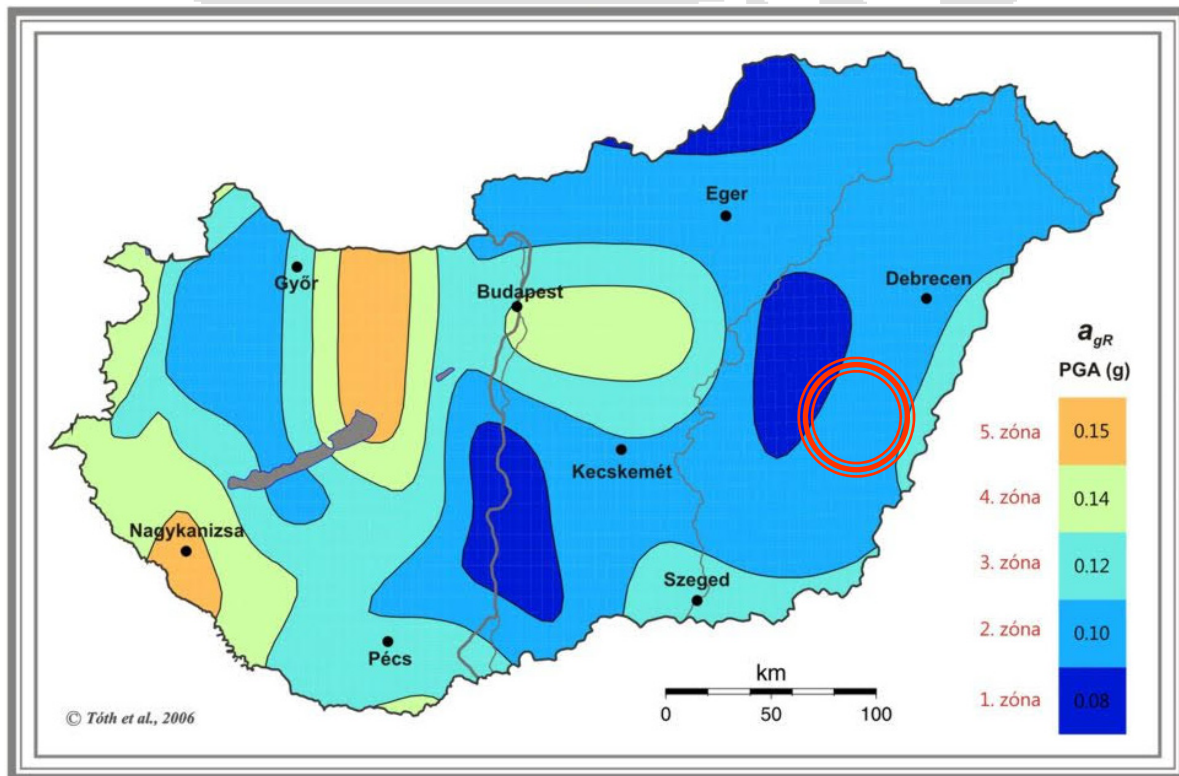 Eger
Debrecen
Győr
Budapest
a gR
PGA (g)
5. zóna 0.15
Kecskemét
4. zóna 0.14
Nagykanizsa
3. zóna 0.12
Szeged
2. zóna 0.10
Pécs
km
1. zóna 0.08
0 50 100
© Tóth et al., 2006